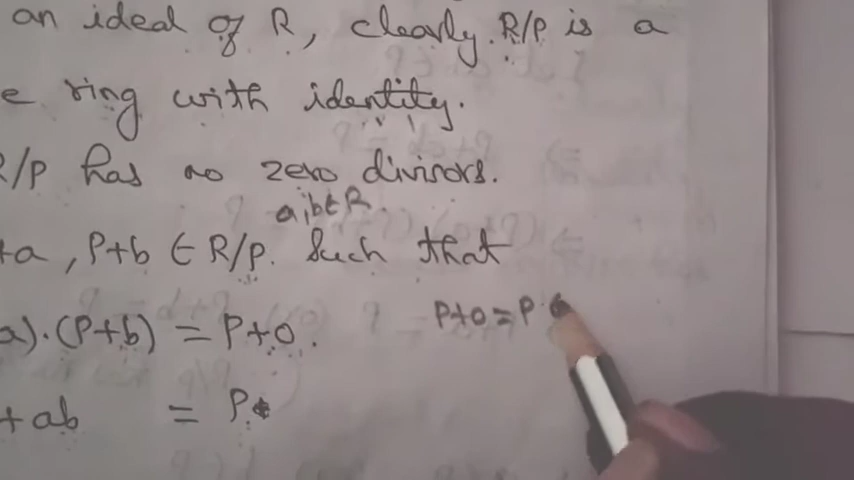 an ideal of R, clearly R/P is a
e ring with identity.
R/P has no zero divisors.
a,b∈R.
+a, P+b ∈ R/P. Such that
a).(P+b) = P+0.
P+0=P
+ab = P